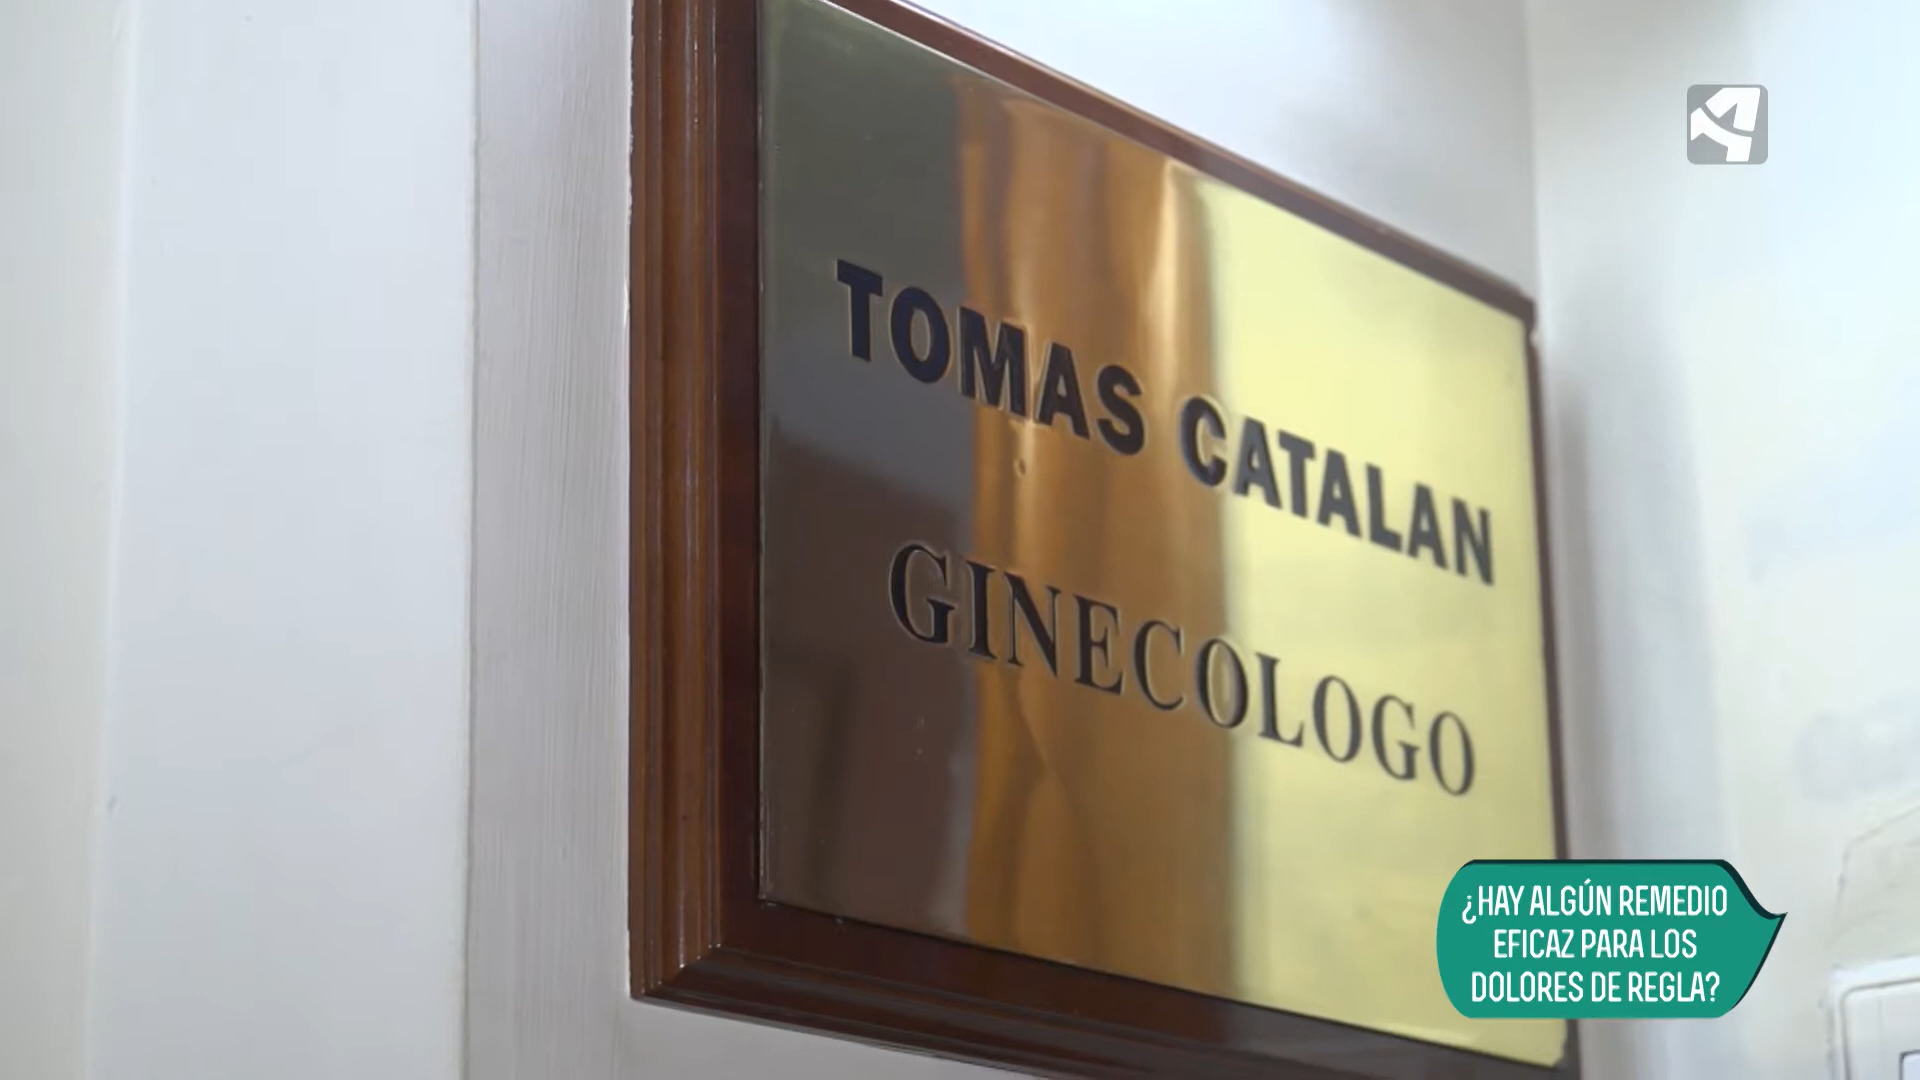 TOMAS CATALAN
GINECOLOGO
¿HAY ALGÚN REMEDIO
EFICAZ PARA LOS
DOLORES DE REGLA?